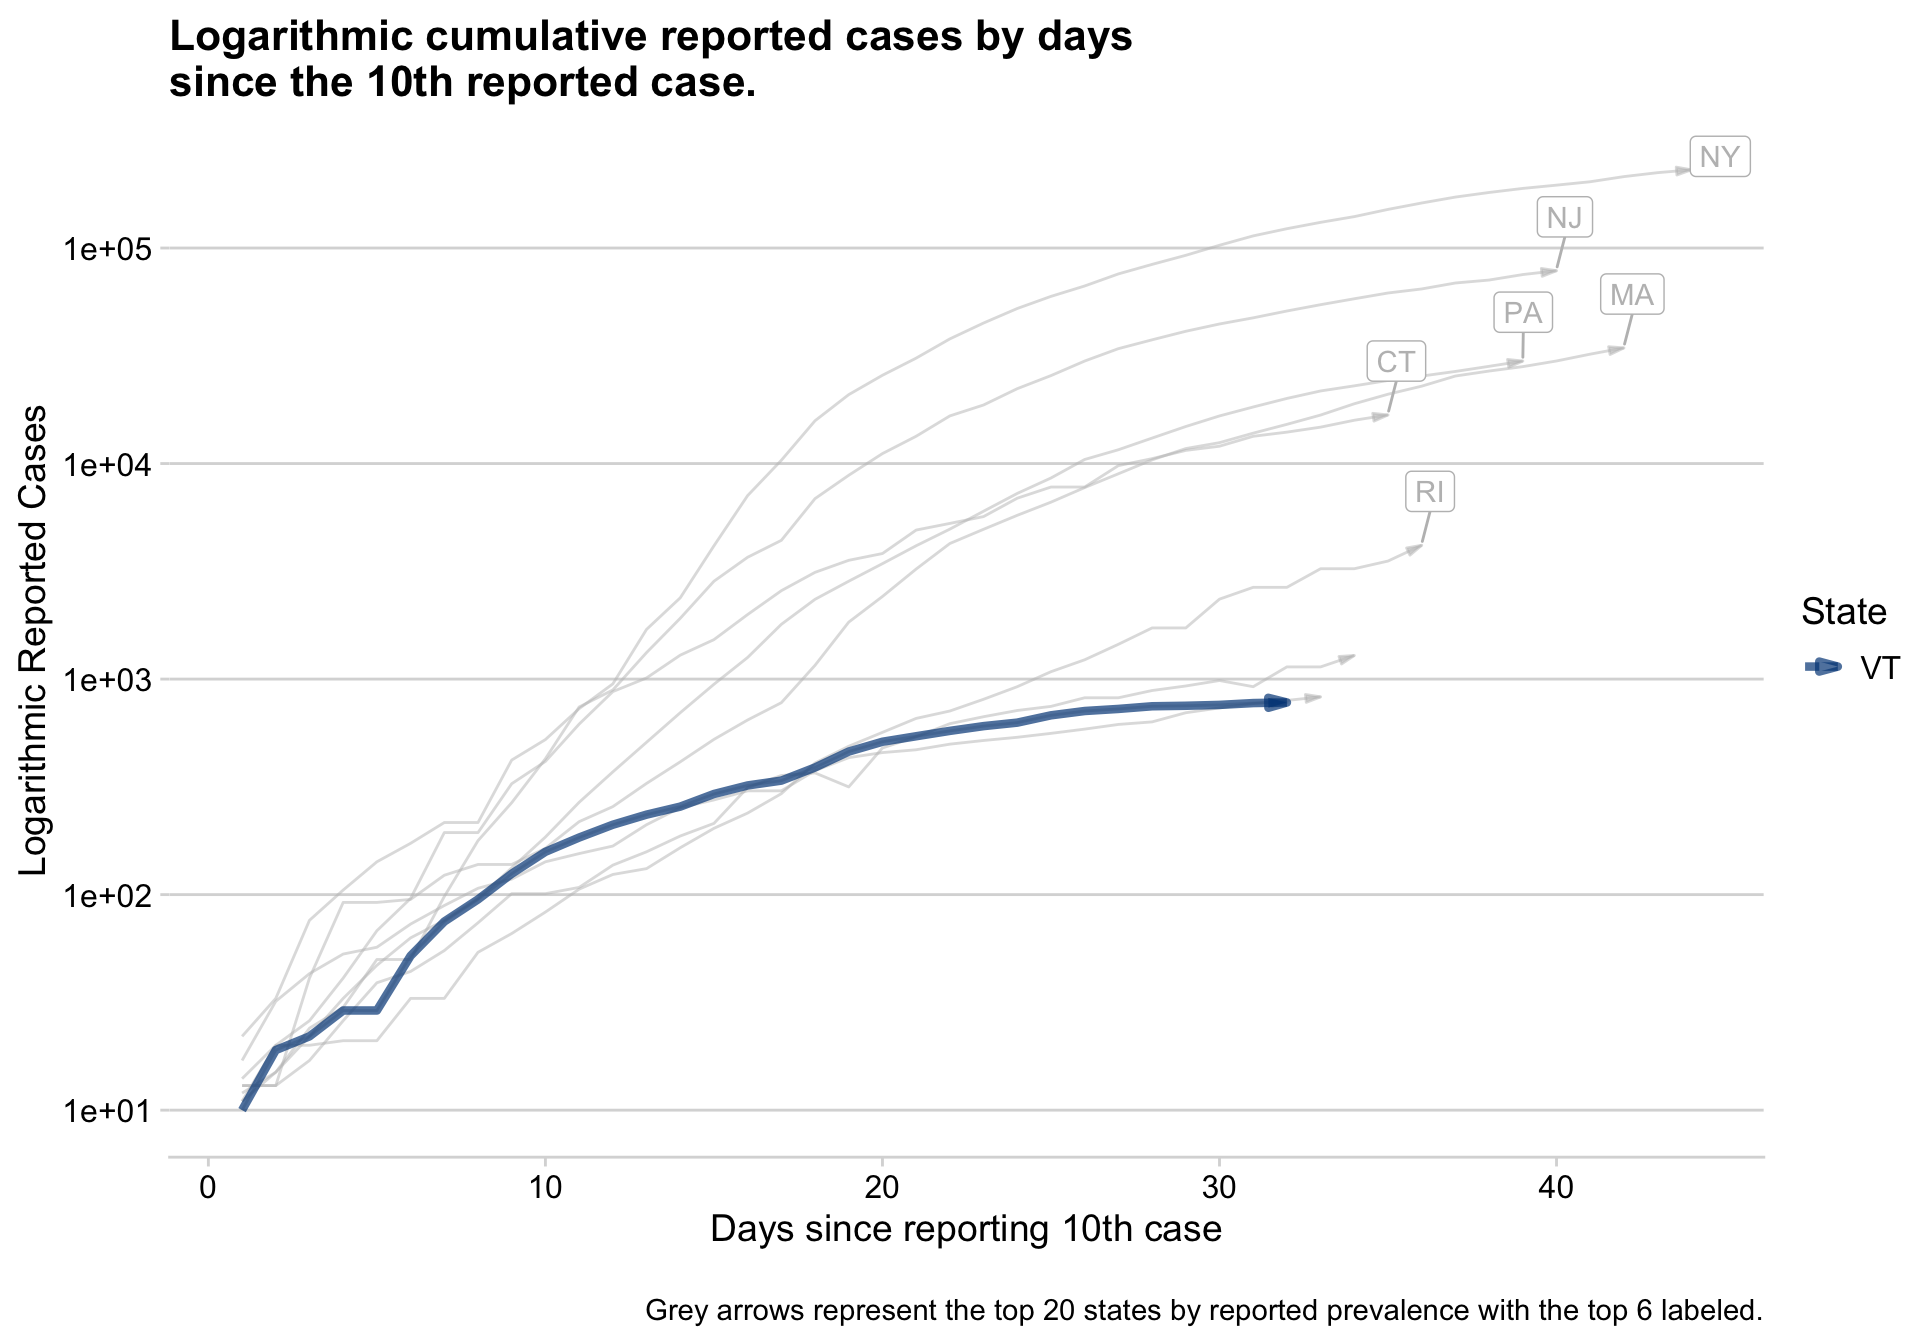 Logarithmic cumulative reported cases by days
since the 10th reported case.
NY
NJ
MA
PA
CT
RI
1e+05
1e+04
1e+03
1e+02
1e+01
Logarithmic Reported Cases
State
VT
0 10 20 30 40
Days since reporting 10th case
Grey arrows represent the top 20 states by reported prevalence with the top 6 labeled.